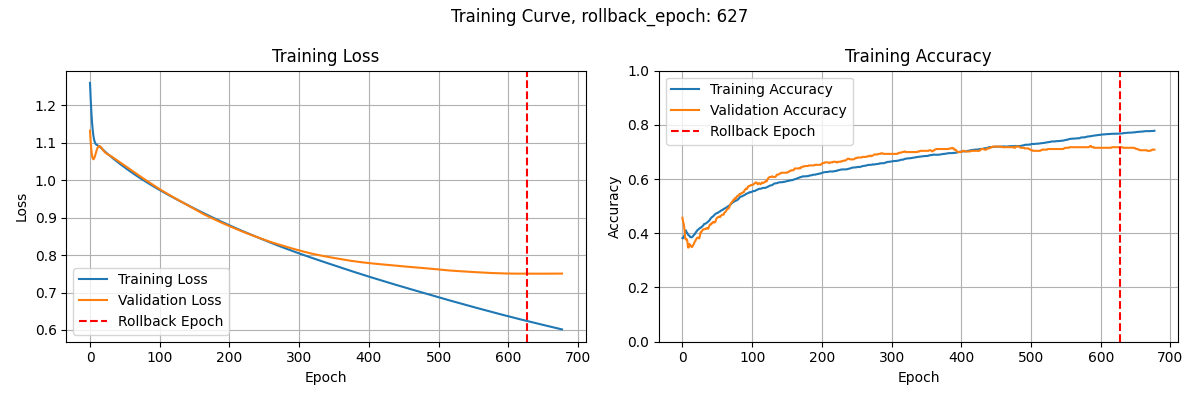 Training Curve, rollback_epoch: 627
Training Loss
1.2
1.1
1.0
0.9
0.8
0.7
0.6
Loss
Training Loss
Validation Loss
Rollback Epoch
0 100 200 300 400 500 600 700
Epoch
Training Accuracy
1.0
0.8
0.6
0.4
0.2
0.0
Accuracy
Training Accuracy
Validation Accuracy
Rollback Epoch
0 100 200 300 400 500 600 700
Epoch